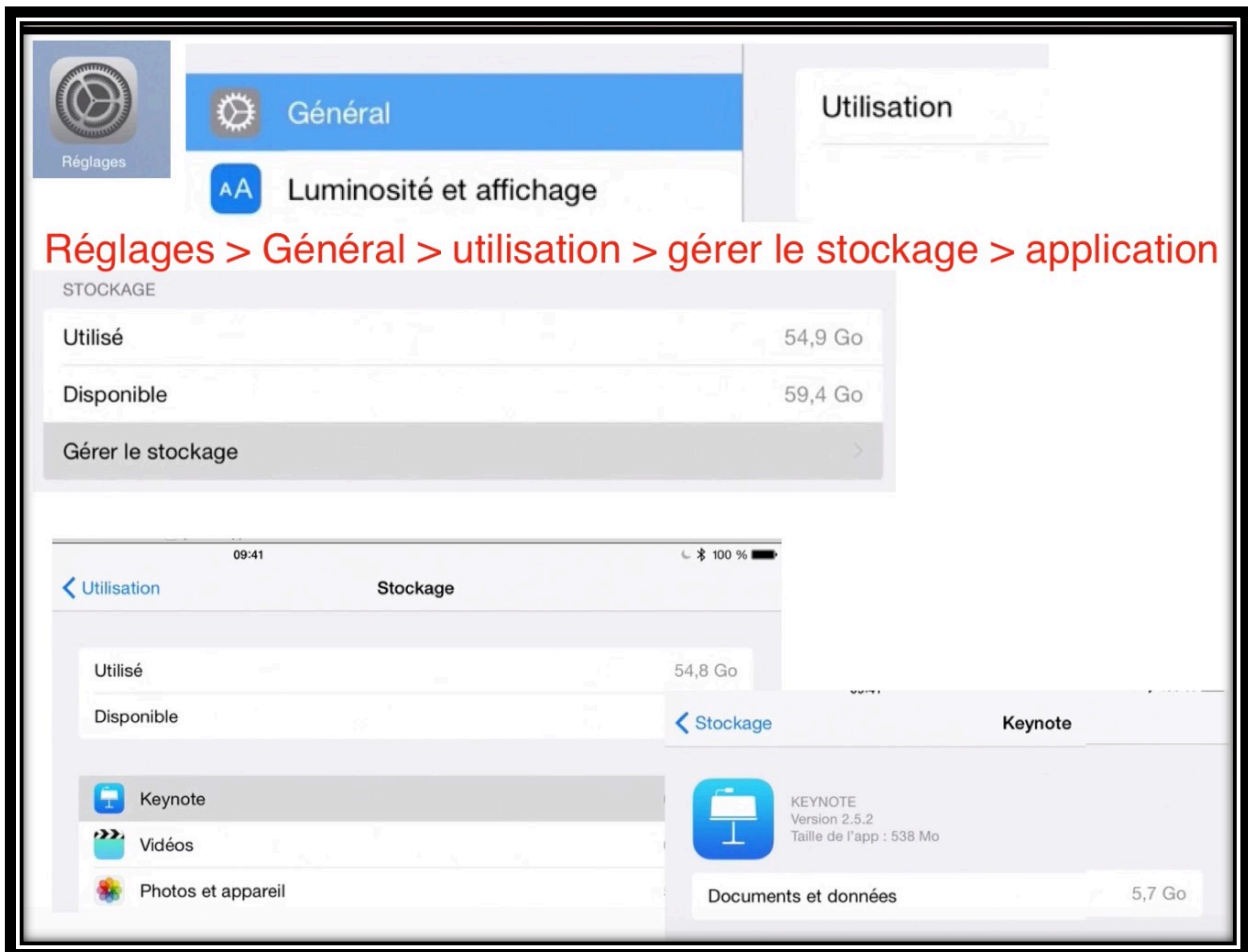 Réglages
Général
Utilisation
AA Luminosité et affichage
Réglages > Général > utilisation > gérer le stockage > application
STOCKAGE
Utilisé 54,9 Go
Disponible 59,4 Go
Gérer le stockage
09:41 100 %
Utilisation Stockage
Utilisé 54,8 Go
Disponible
Keynote
Vidéos
Photos et appareil
Stockage Keynote
KEYNOTE
Version 2.5.2
Taille de l'app : 538 Mo
Documents et données 5,7 Go